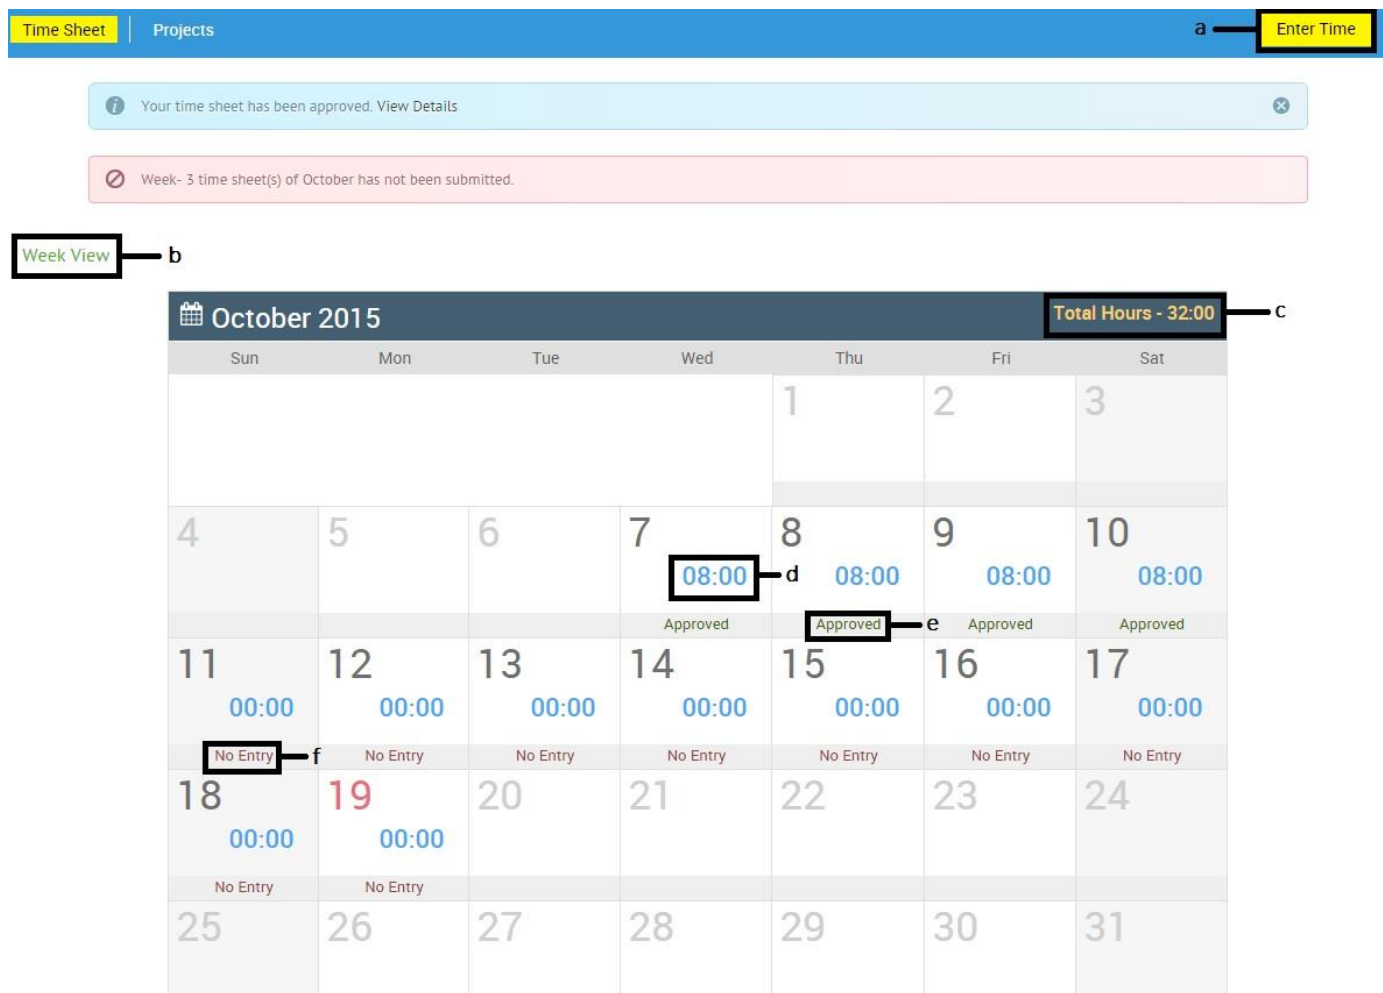 Time Sheet Projects a Enter Time
Your time sheet has been approved. View Details
Week- 3 time sheet(s) of October has not been submitted.
Week View b
October 2015 Total Hours - 32:00 c
Sun Mon Tue Wed Thu Fri Sat
1 2 3
4 5 6 7 8 9 10
08:00 d 08:00 08:00 08:00
Approved Approved e Approved Approved
11 12 13 14 15 16 17
00:00 00:00 00:00 00:00 00:00 00:00 00:00
No Entry f No Entry No Entry No Entry No Entry No Entry No Entry
18 19 20 21 22 23 24
00:00 00:00
No Entry No Entry
25 26 27 28 29 30 31